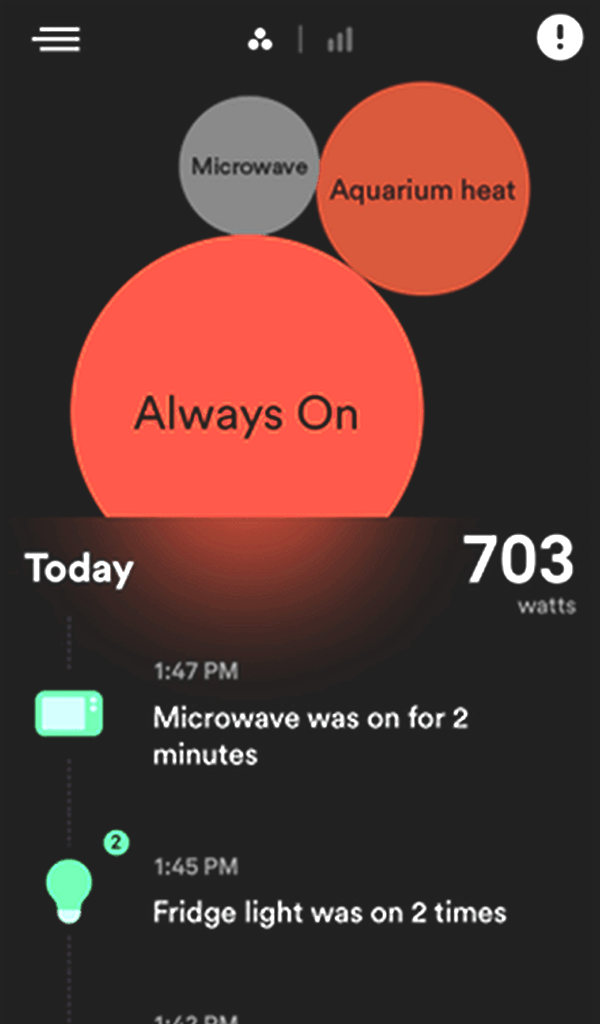 Microwave
Aquarium heat
Always On
Today
703
watts
1:47 PM
Microwave was on for 2
minutes
2
1:45 PM
Fridge light was on 2 times